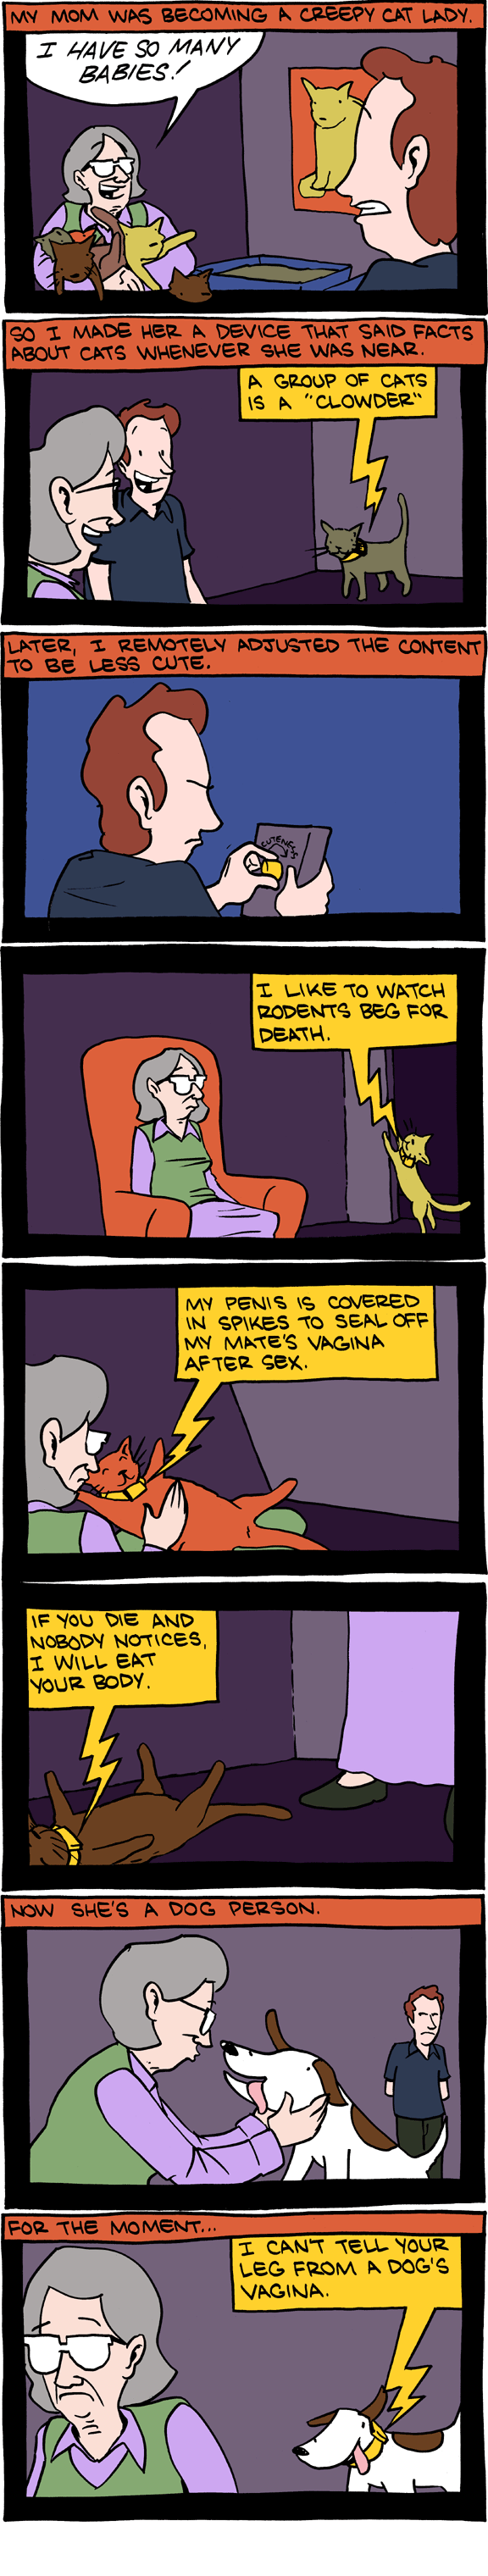 MY MOM WAS BECOMING A CREEPY CAT LADY.
I HAVE SO MANY
BABIES!
SO I MADE HER A DEVICE THAT SAID FACTS
ABOUT CATS WHENEVER SHE WAS NEAR.
A GROUP OF CATS
IS A "CLOWDER"
LATER, I REMOTELY ADJUSTED THE CONTENT
TO BE LESS CUTE.
CUTENESS
I LIKE TO WATCH
RODENTS BEG FOR
DEATH.
MY PENIS IS COVERED
IN SPIKES TO SEAL OFF
MY MATE'S VAGINA
AFTER SEX.
IF YOU DIE AND
NOBODY NOTICES,
I WILL EAT
YOUR BODY.
NOW SHE'S A DOG PERSON.
FOR THE MOMENT...
I CAN'T TELL YOUR
LEG FROM A DOG'S
VAGINA.